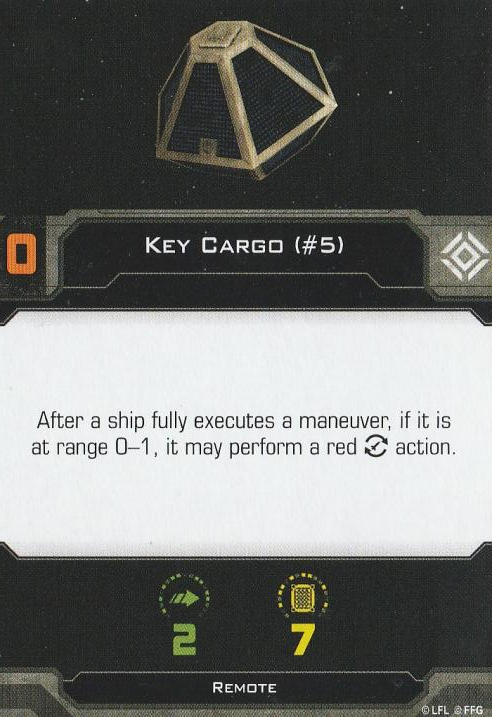 0
KEY CARGO (#5)
After a ship fully executes a maneuver, if it is
at range 0–1, it may perform a red action.
2 7
REMOTE
© LFL © FFG